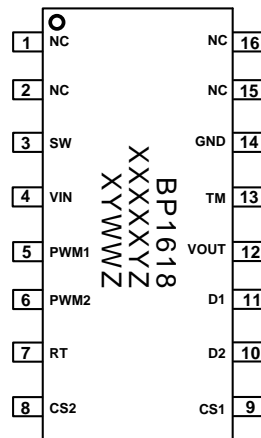 1 NC NC 16
2 NC NC 15
3 SW GND 14
4 VIN TM 13
5 PWM1 VOUT 12
6 PWM2 D1 11
7 RT D2 10
8 CS2 CS1 9
BP1618
XXXXXYZ
XYWWZ